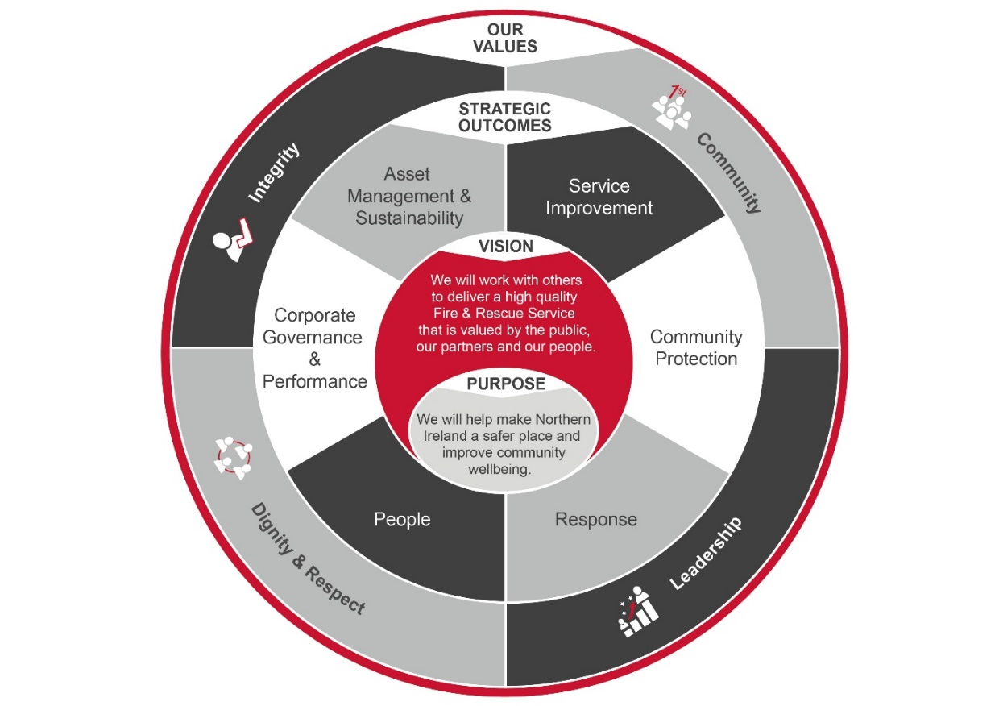 OUR
VALUES
Integrity
1st
Community
STRATEGIC
OUTCOMES
Asset
Management &
Sustainability
Service
Improvement
Corporate
Governance
&
Performance
VISION
We will work with others
to deliver a high quality
Fire & Rescue Service
that is valued by the public,
our partners and our people.
Community
Protection
PURPOSE
We will help make Northern
Ireland a safer place and
improve community
wellbeing.
People
Response
Dignity & Respect
Leadership